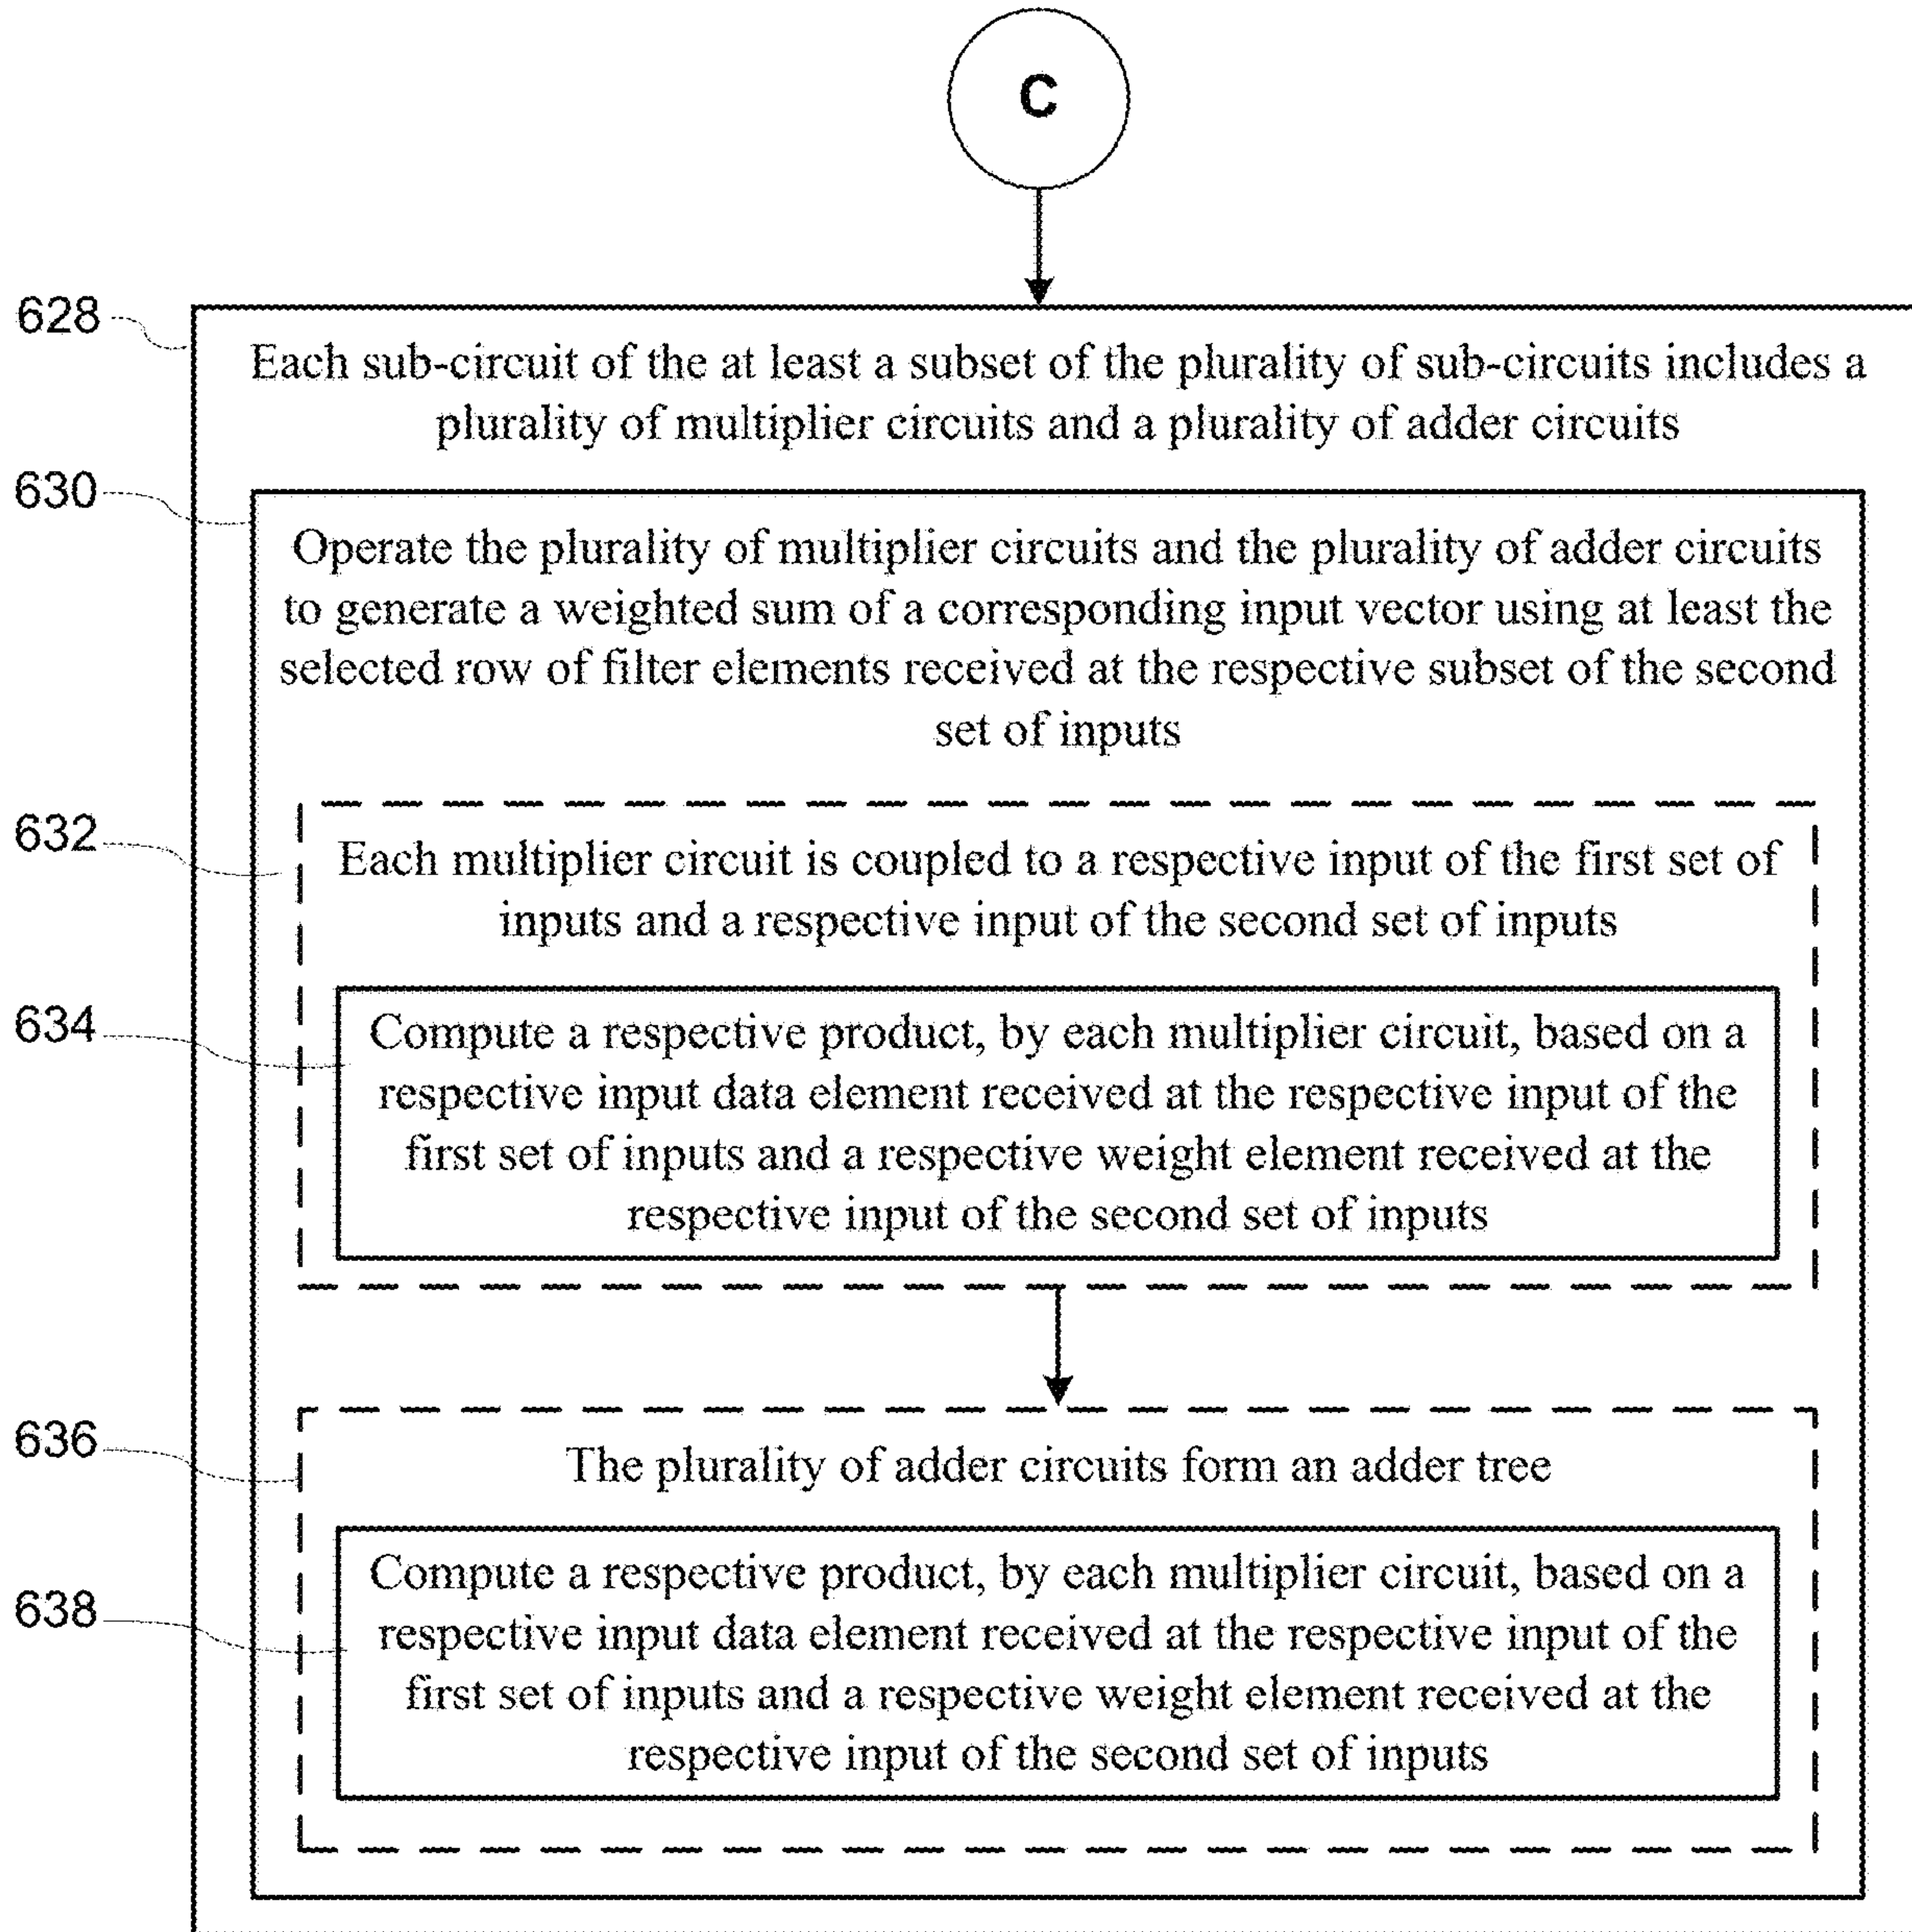 C
628
Each sub-circuit of the at least a subset of the plurality of sub-circuits includes a
plurality of multiplier circuits and a plurality of adder circuits
630
Operate the plurality of multiplier circuits and the plurality of adder circuits
to generate a weighted sum of a corresponding input vector using at least the
selected row of filter elements received at the respective subset of the second
set of inputs
632
Each multiplier circuit is coupled to a respective input of the first set of
inputs and a respective input of the second set of inputs
634
Compute a respective product, by each multiplier circuit, based on a
respective input data element received at the respective input of the
first set of inputs and a respective weight element received at the
respective input of the second set of inputs
636
The plurality of adder circuits form an adder tree
638
Compute a respective product, by each multiplier circuit, based on a
respective input data element received at the respective input of the
first set of inputs and a respective weight element received at the
respective input of the second set of inputs